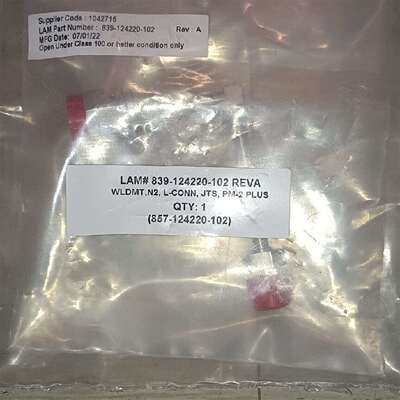 Supplier Code : 1042716
LAM Part Number : 839-124220-102 Rev : A
MFG Date: 07/01/22
Open Under Class 100 or better condition only
LAM# 839-124220-102 REVA
WLDMT,N2, L-CONN, JTS, PM-2 PLUS
QTY: 1
(857-124220-102)